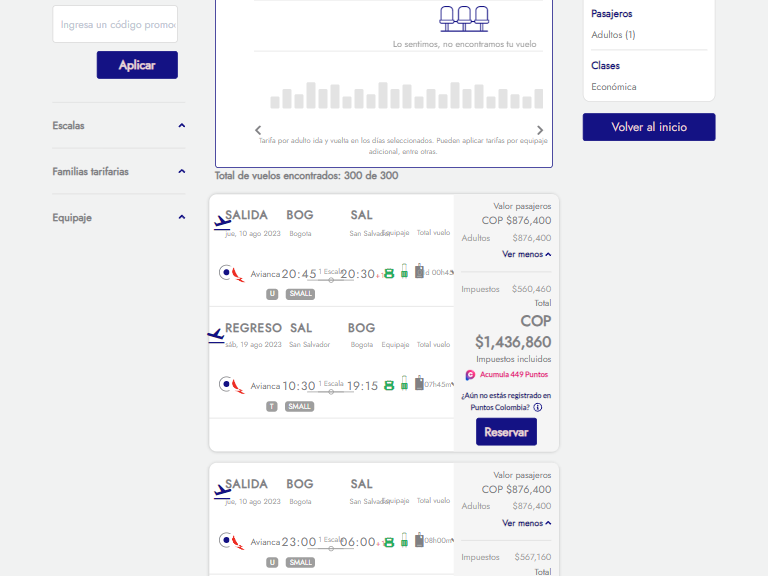 Ingresa un código promoc
Aplicar
Escalas
Familias tarifarias
Equipaje
Lo sentimos, no encontramos tu vuelo
Tarifa por adulto ida y vuelta en los días seleccionados. Pueden aplicar tarifas por equipaje
adicional, entre otras.
Total de vuelos encontrados: 300 de 300
SALIDA BOG SAL
jue, 10 ago 2023 Bogota San Salvador Equipaje Total vuelo
Avianca 20:45 1 Escala 20:30
U SMALL
REGRESO SAL BOG
sáb, 19 ago 2023 San Salvador Bogota Equipaje Total vuelo
Avianca 10:30 1 Escala 19:15 07h45m
T SMALL
Valor pasajeros
COP $876,400
Adultos $876,400
Ver menos
Impuestos $560,460
Total
COP
$1,436,860
Impuestos incluidos
Acumula 449 Puntos
¿Aún no estás registrado en
Puntos Colombia?
Reservar
SALIDA BOG SAL
jue, 10 ago 2023 Bogota San Salvador Equipaje Total vuelo
Avianca 23:00 1 Escala 06:00 08h00m
U SMALL
Valor pasajeros
COP $876,400
Adultos $876,400
Ver menos
Impuestos $567,160
Total
Pasajeros
Adultos (1)
Clases
Económica
Volver al inicio